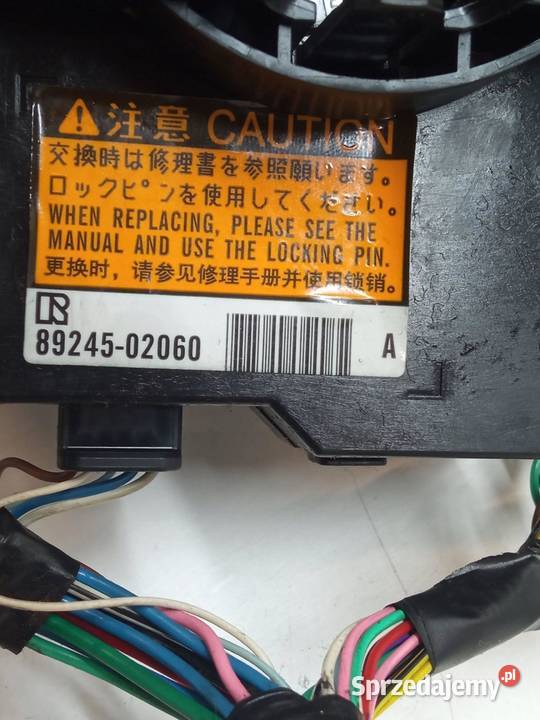 注意 CAUTION
交換時は修理書を参照願います。
ロックピンを使用してください。
WHEN REPLACING, PLEASE SEE THE
MANUAL AND USE THE LOCKING PIN.
更换时，请参见修理手册并使用锁销。
89245-02060 A
Sprzedajemy.pl